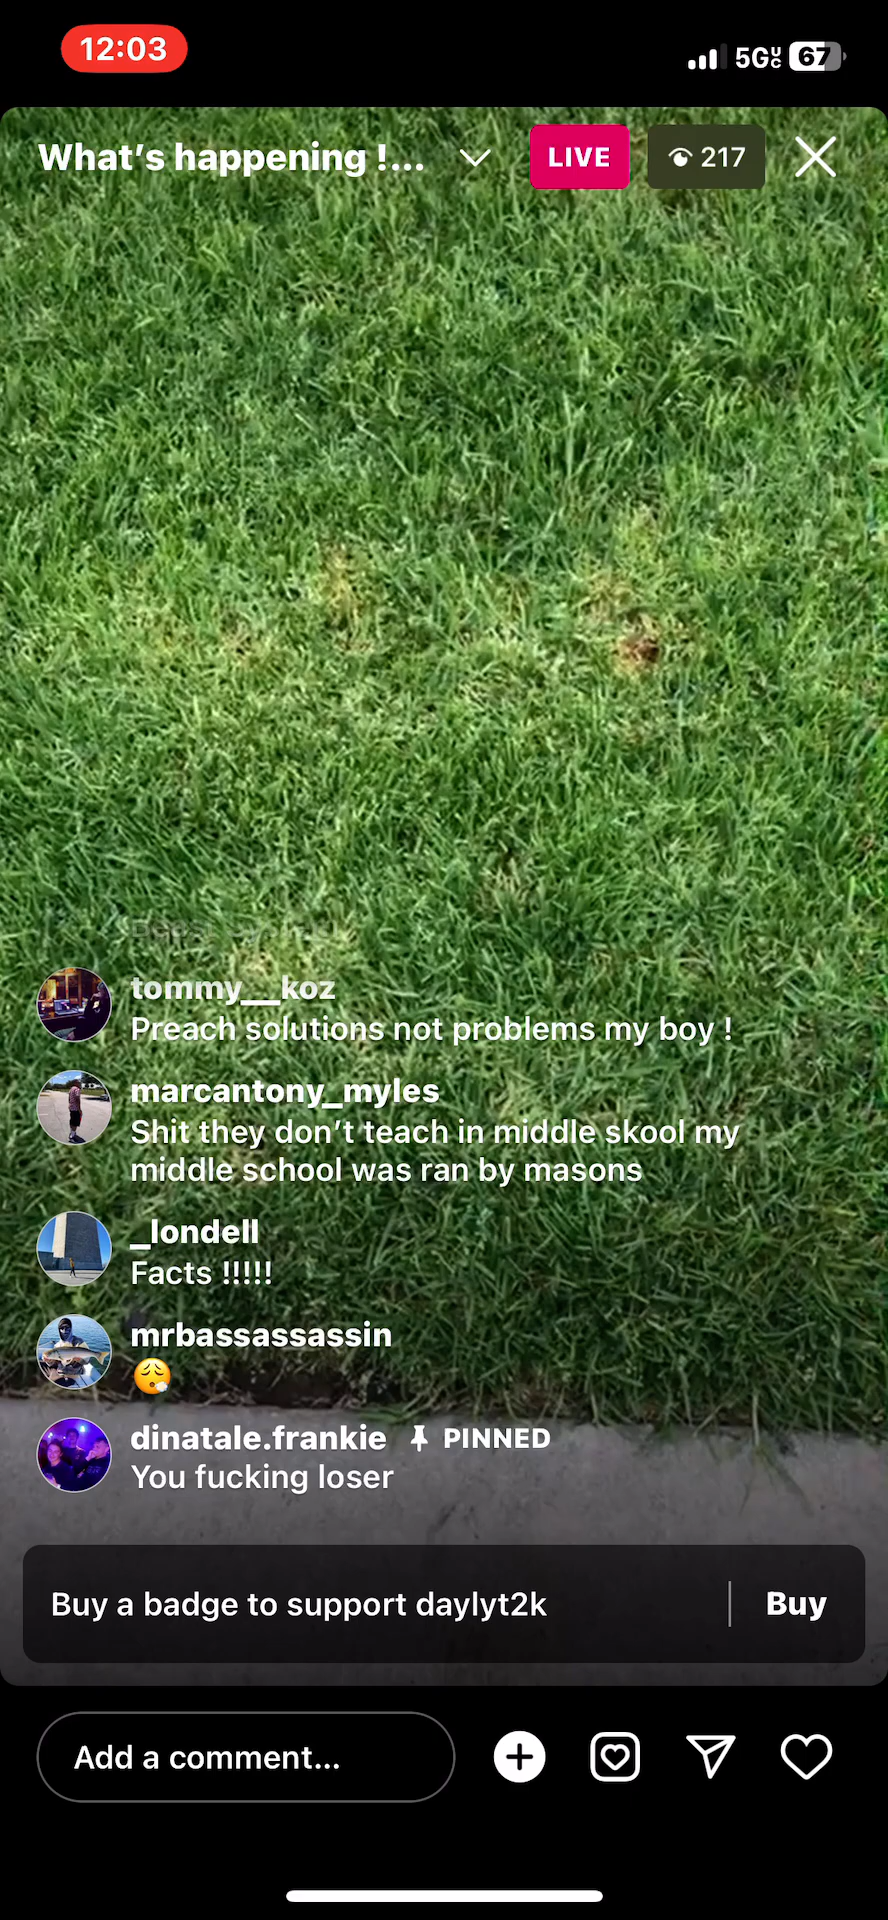 12:03
5G UC 67
What's happening !...
LIVE
217
tommy__koz
Preach solutions not problems my boy !
marcantony_myles
Shit they don't teach in middle skool my
middle school was ran by masons
_londell
Facts !!!!!
mrbassassassin
😮‍💨
dinatale.frankie PINNED
You fucking loser
Buy a badge to support daylyt2k
Buy
Add a comment...